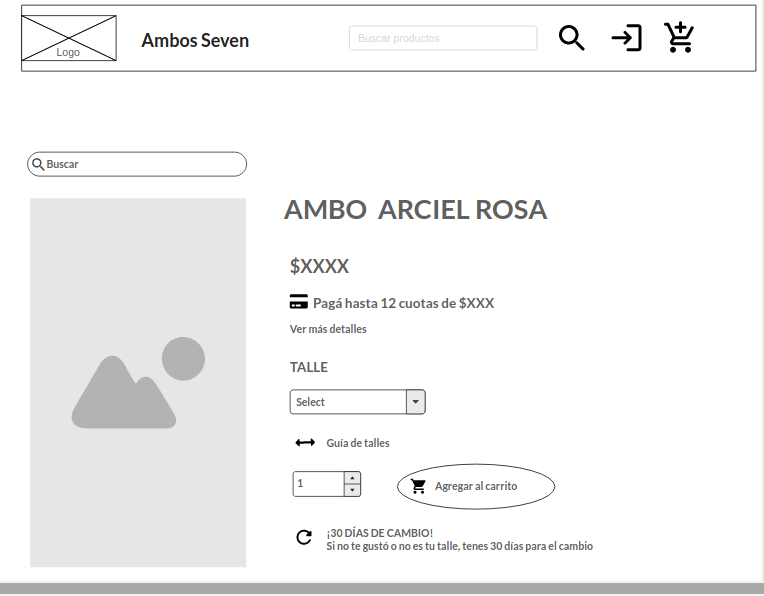 Logo
Ambos Seven
Buscar productos
Buscar
AMBO ARCIEL ROSA
$XXXX
Pagá hasta 12 cuotas de $XXX
Ver más detalles
TALLE
Select
Guía de talles
1
Agregar al carrito
¡30 DÍAS DE CAMBIO!
Si no te gustó o no es tu talle, tenes 30 días para el cambio